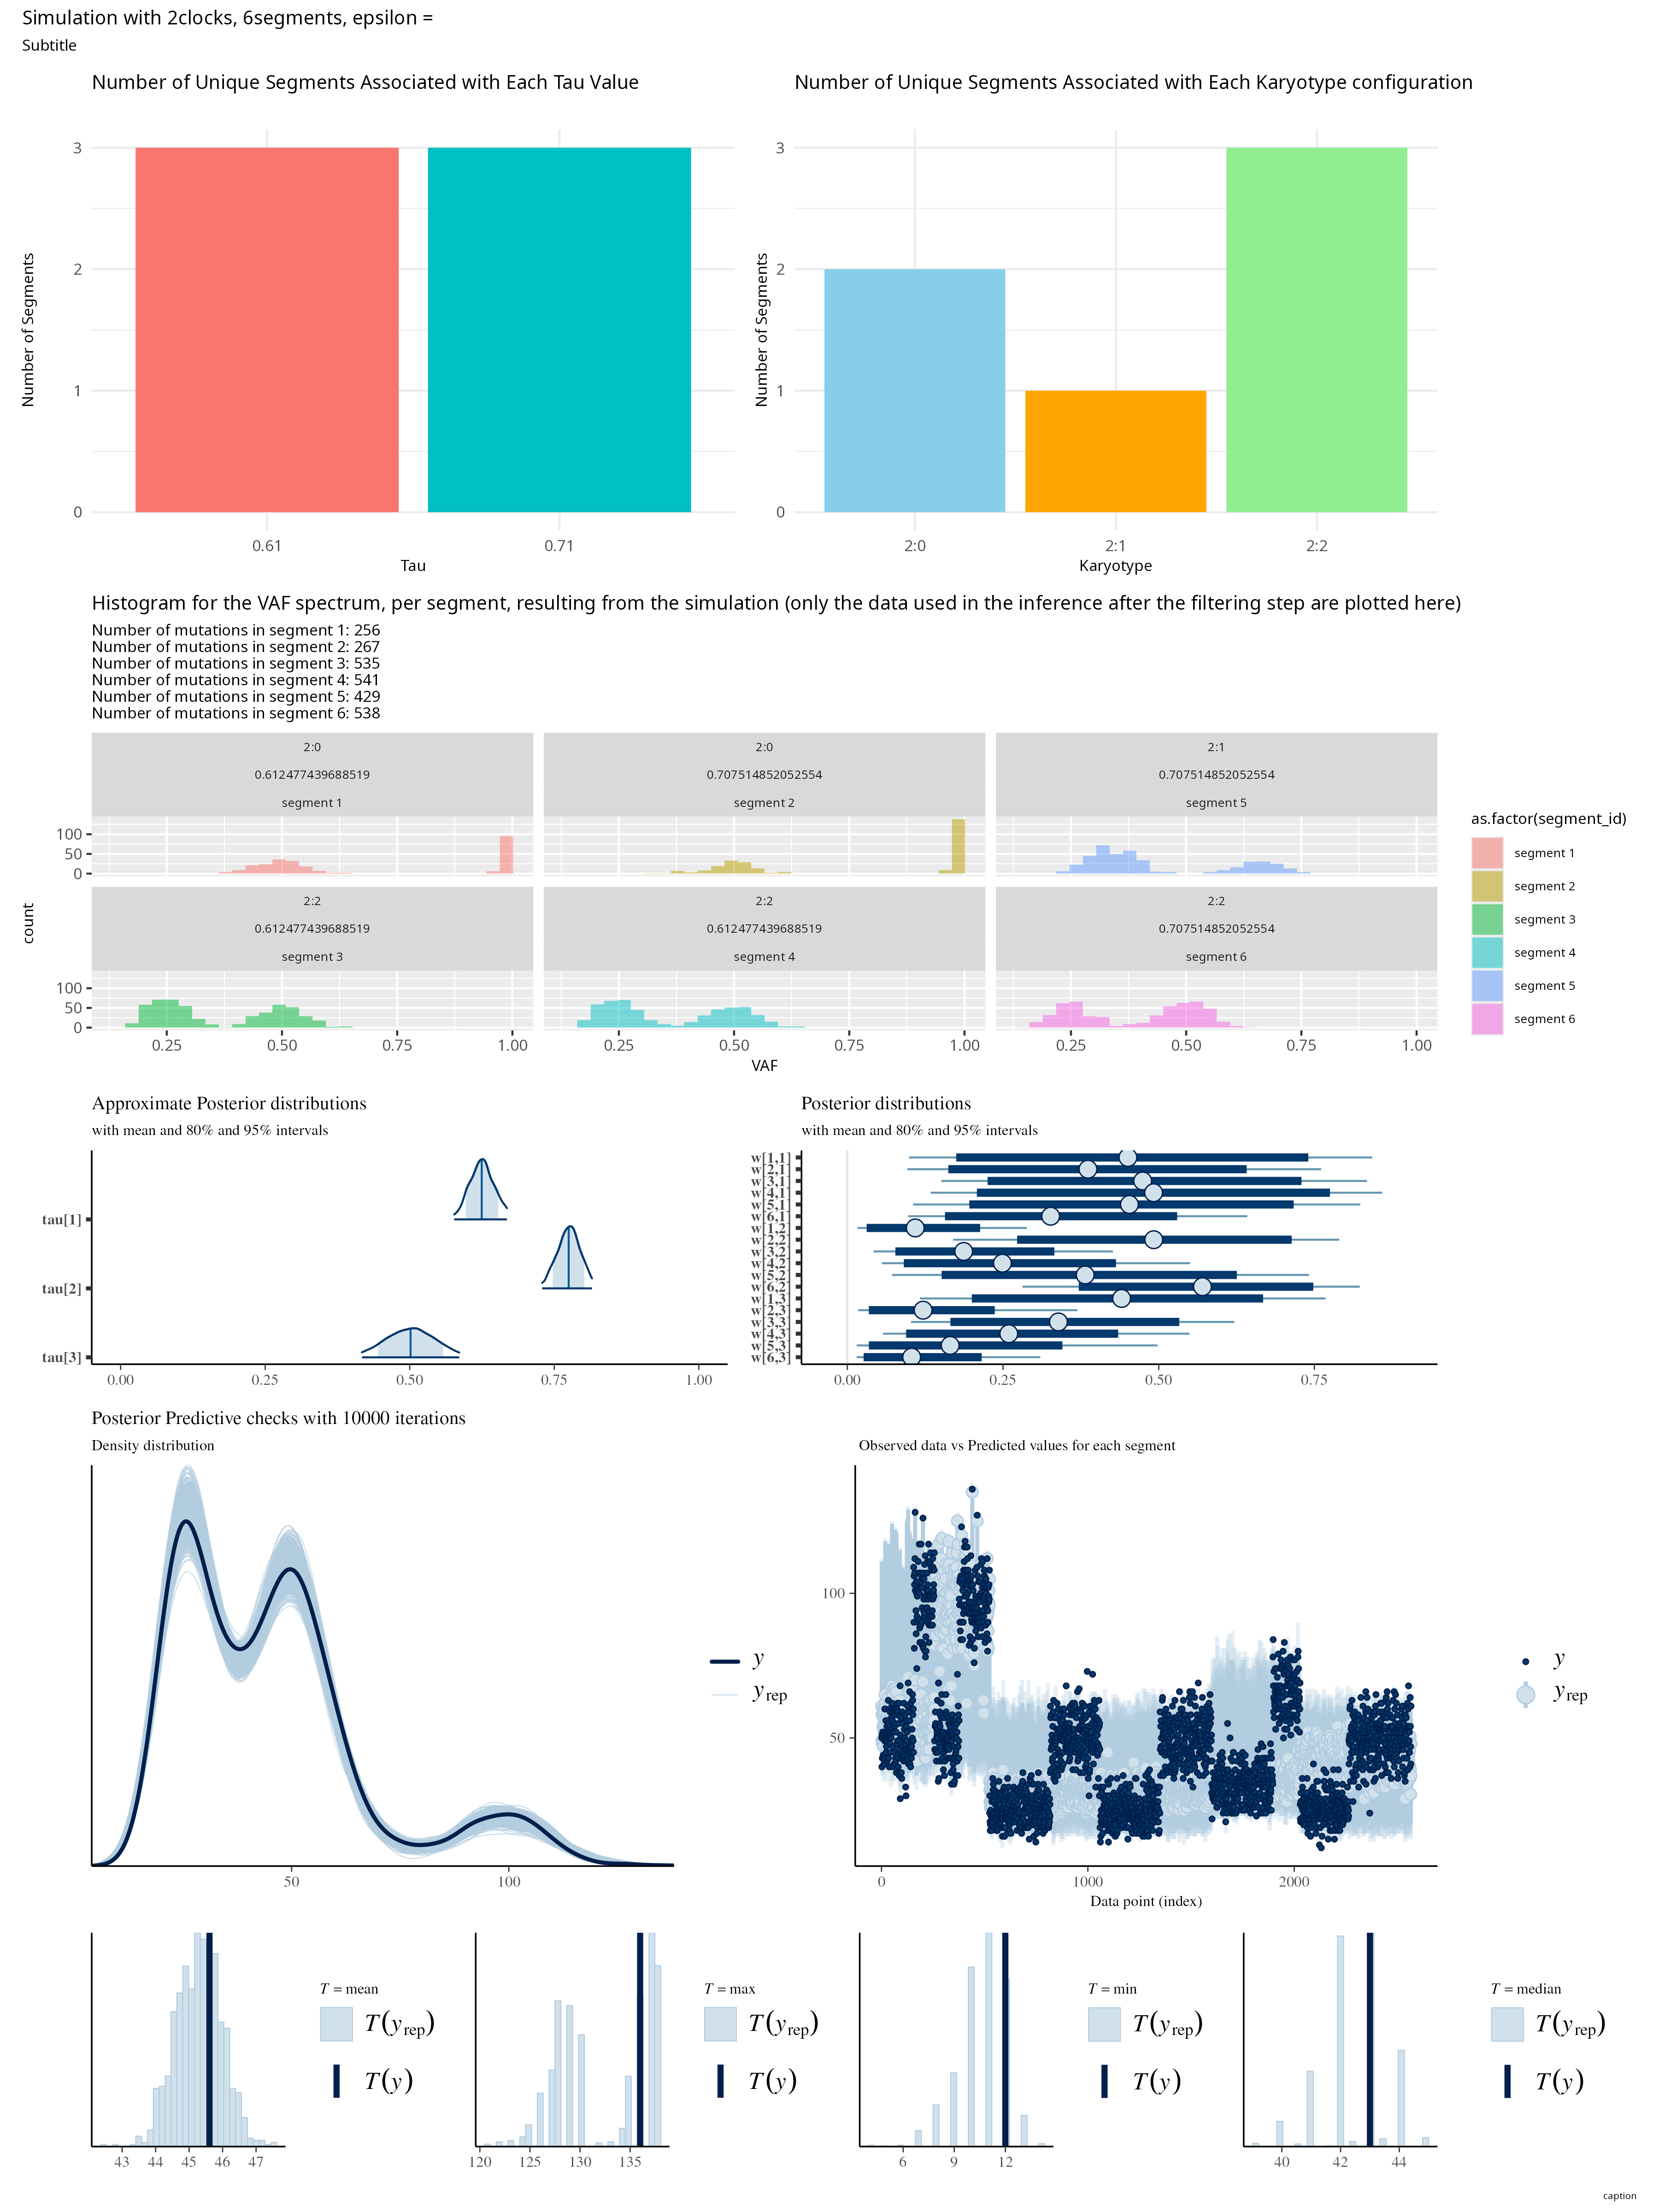 Simulation with 2clocks, 6segments, epsilon =
Subtitle
Number of Unique Segments Associated with Each Tau Value
Number of Segments
3
2
1
0
0.61
0.71
Tau
Number of Unique Segments Associated with Each Karyotype configuration
Number of Segments
3
2
1
0
2:0
2:1
2:2
Karyotype
Histogram for the VAF spectrum, per segment, resulting from the simulation (only the data used in the inference after the filtering step are plotted here)
Number of mutations in segment 1: 256
Number of mutations in segment 2: 267
Number of mutations in segment 3: 535
Number of mutations in segment 4: 541
Number of mutations in segment 5: 429
Number of mutations in segment 6: 538
2:0
0.612477439688519
segment 1
2:0
0.707514852052554
segment 2
2:1
0.707514852052554
segment 5
100
50
0
count
2:2
0.612477439688519
segment 3
2:2
0.612477439688519
segment 4
2:2
0.707514852052554
segment 6
100
50
0
0.25 0.50 0.75 1.00
0.25 0.50 0.75 1.00
0.25 0.50 0.75 1.00
VAF
as.factor(segment_id)
segment 1
segment 2
segment 3
segment 4
segment 5
segment 6
Approximate Posterior distributions
with mean and 80% and 95% intervals
tau[1]
tau[2]
tau[3]
0.00 0.25 0.50 0.75 1.00
Posterior distributions
with mean and 80% and 95% intervals
w[1,1]
w[2,1]
w[3,1]
w[4,1]
w[5,1]
w[6,1]
w[1,2]
w[2,2]
w[3,2]
w[4,2]
w[5,2]
w[6,2]
w[1,3]
w[2,3]
w[3,3]
w[4,3]
w[5,3]
w[6,3]
0.00 0.25 0.50 0.75
Posterior Predictive checks with 10000 iterations
Density distribution
50 100
y
yrep
Observed data vs Predicted values for each segment
100
50
0 1000 2000
Data point (index)
y
yrep
43 44 45 46 47
T = mean
T(yrep)
T(y)
120 125 130 135
T = max
T(yrep)
T(y)
6 9 12
T = min
T(yrep)
T(y)
40 42 44
T = median
T(yrep)
T(y)
caption